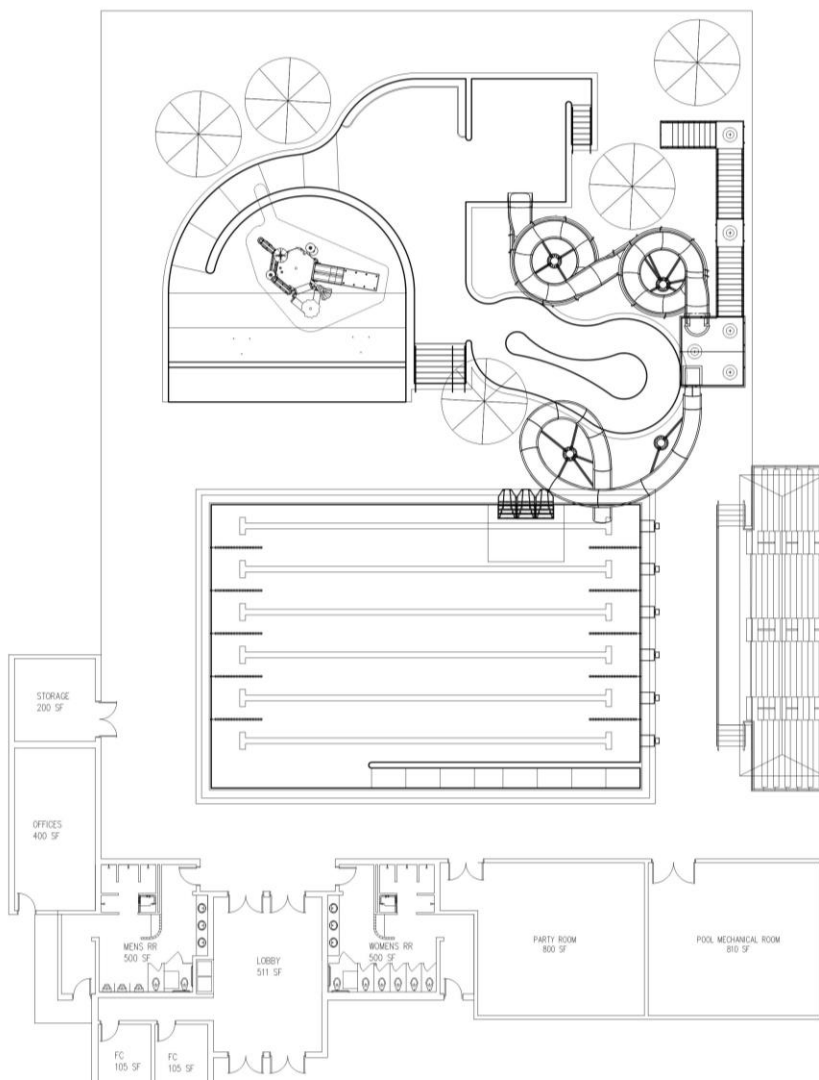 STORAGE
200 SF
OFFICES
400 SF
MENS RR
500 SF
LOBBY
511 SF
WOMENS RR
500 SF
PARTY ROOM
800 SF
POOL MECHANICAL ROOM
810 SF
FC
105 SF
FC
105 SF